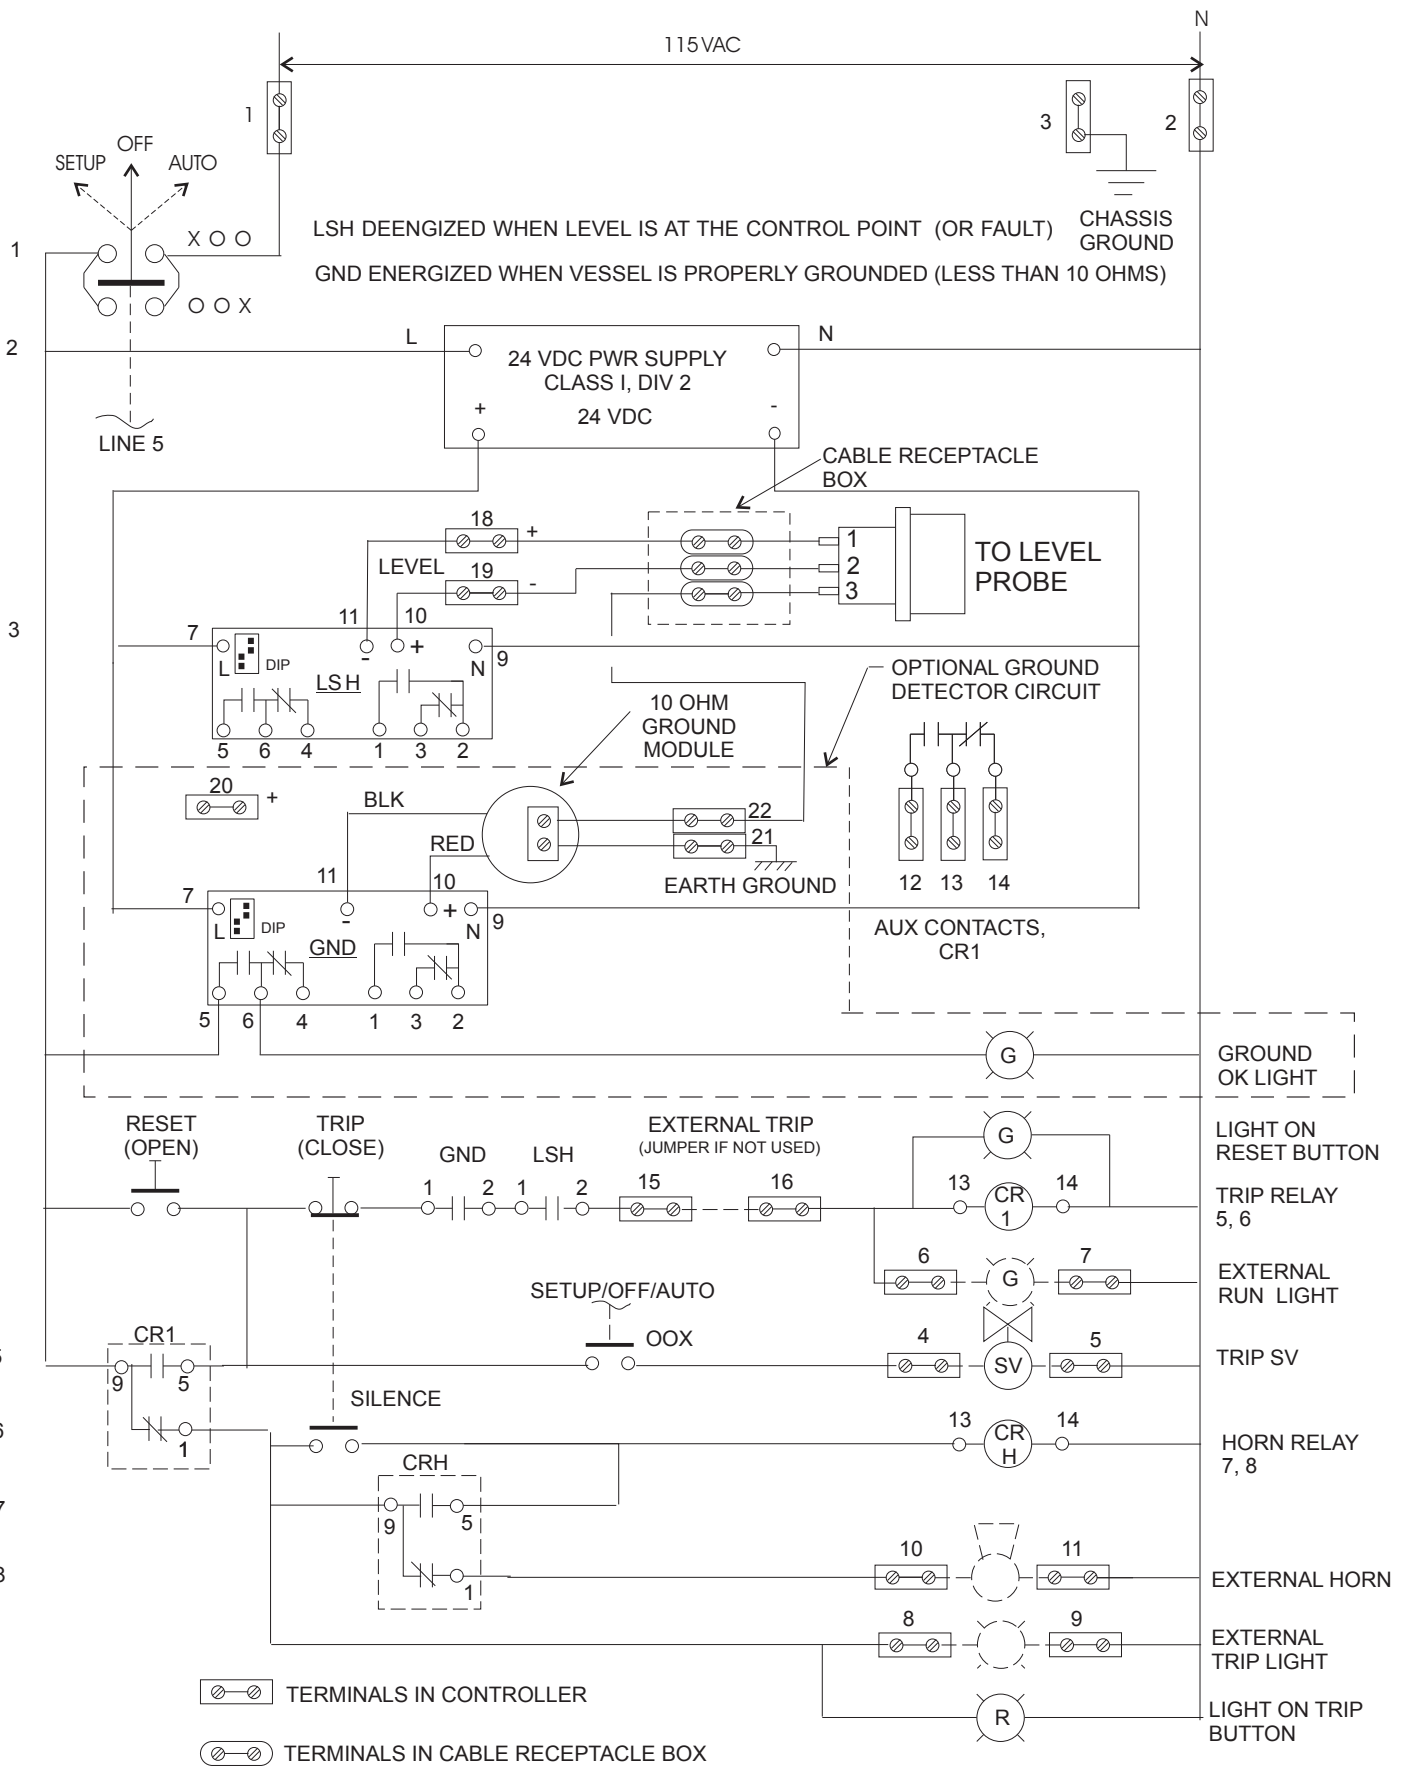 N
115VAC
1
3
2
OFF
SETUP
AUTO
X O O
O O X
1
LSH DEENGIZED WHEN LEVEL IS AT THE CONTROL POINT (OR FAULT)
CHASSIS
GROUND
GND ENERGIZED WHEN VESSEL IS PROPERLY GROUNDED (LESS THAN 10 OHMS)
2
L
N
24 VDC PWR SUPPLY
CLASS I, DIV 2
24 VDC
+
-
LINE 5
CABLE RECEPTACLE
BOX
18
+
LEVEL
19
-
1
2
3
TO LEVEL
PROBE
3
7
11
10
9
L
DIP
-
+
N
LSH
5 6 4 1 3 2
10 OHM
GROUND
MODULE
OPTIONAL GROUND
DETECTOR CIRCUIT
20
+
BLK
RED
22
21
EARTH GROUND
12 13 14
AUX CONTACTS,
CR1
7
11
10
9
L
DIP
-
+
N
GND
5 6 4 1 3 2
G
GROUND
OK LIGHT
RESET
(OPEN)
TRIP
(CLOSE)
GND
LSH
EXTERNAL TRIP
(JUMPER IF NOT USED)
G
LIGHT ON
RESET BUTTON
1 2 1 2
15
16
13
CR
1
14
TRIP RELAY
5, 6
6
G
7
EXTERNAL
RUN LIGHT
SETUP/OFF/AUTO
OOX
CR1
9
5
1
4
SV
5
TRIP SV
SILENCE
13
CR
H
14
HORN RELAY
7, 8
CRH
9
5
1
10
11
EXTERNAL HORN
8
9
EXTERNAL
TRIP LIGHT
TERMINALS IN CONTROLLER
R
LIGHT ON TRIP
BUTTON
TERMINALS IN CABLE RECEPTACLE BOX